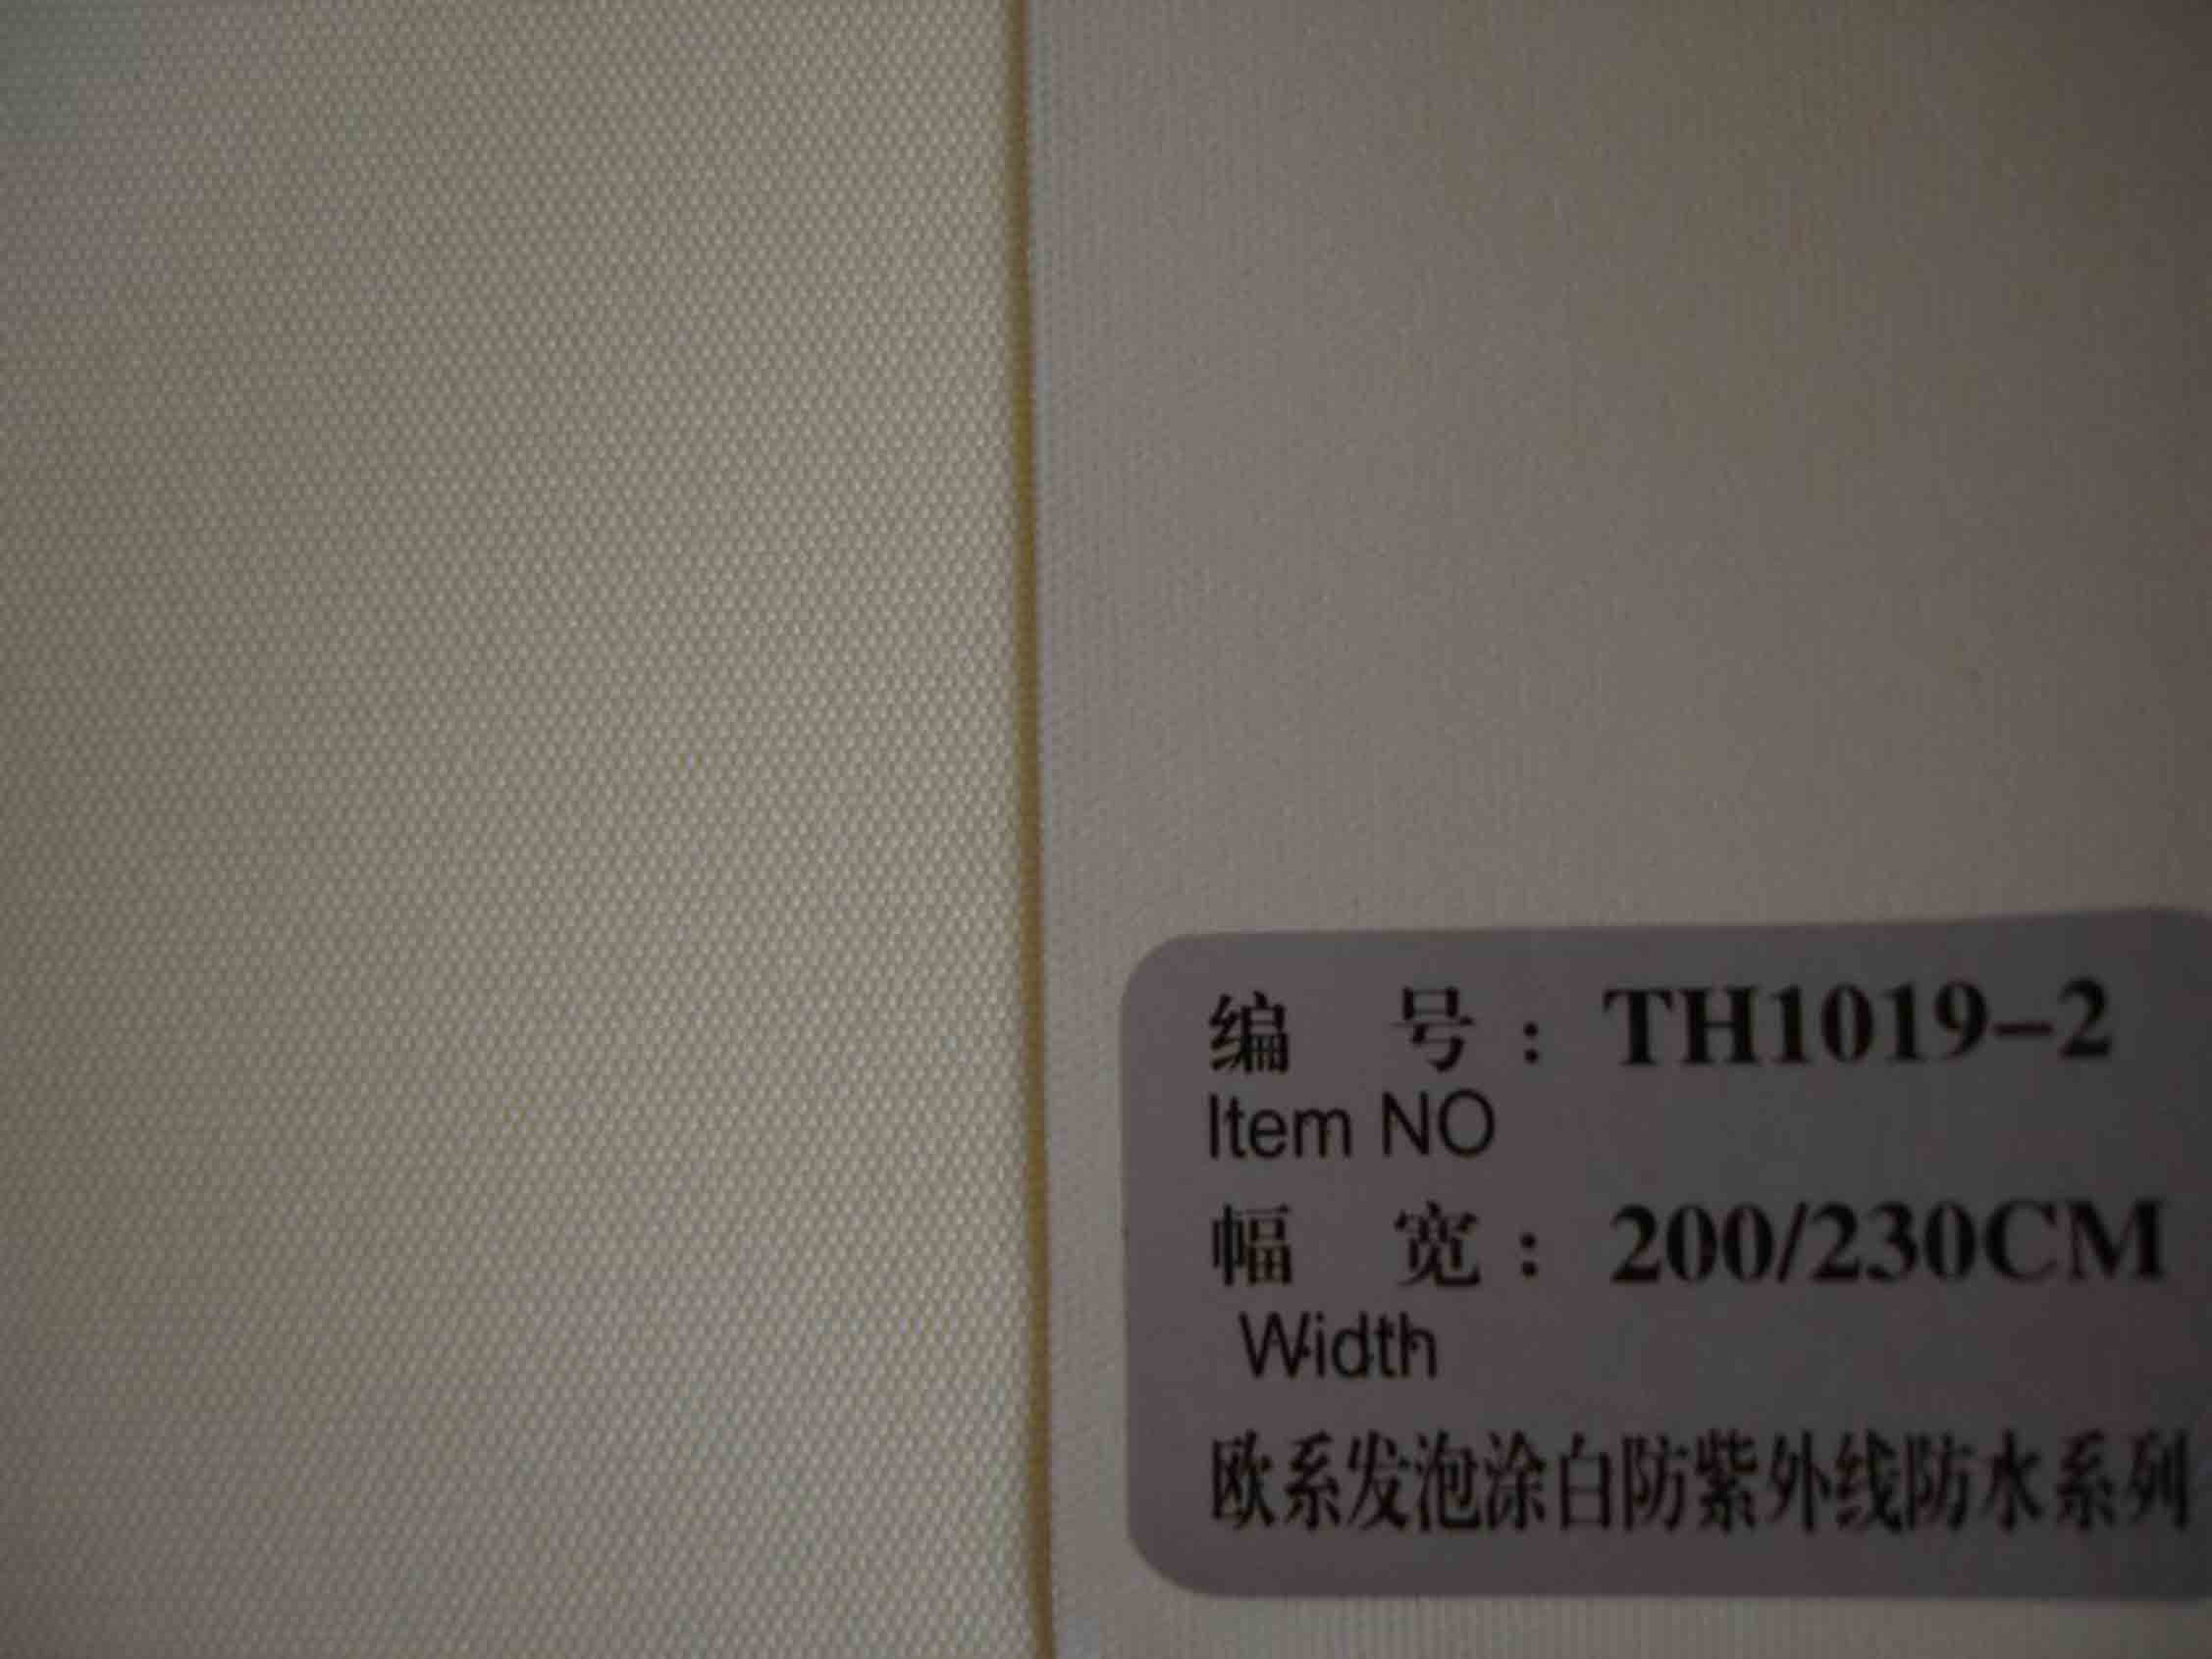 编 号：TH1019-2
Item NO
幅 宽：200/230CM
Width
欧系发泡涂白防紫外线防水系列